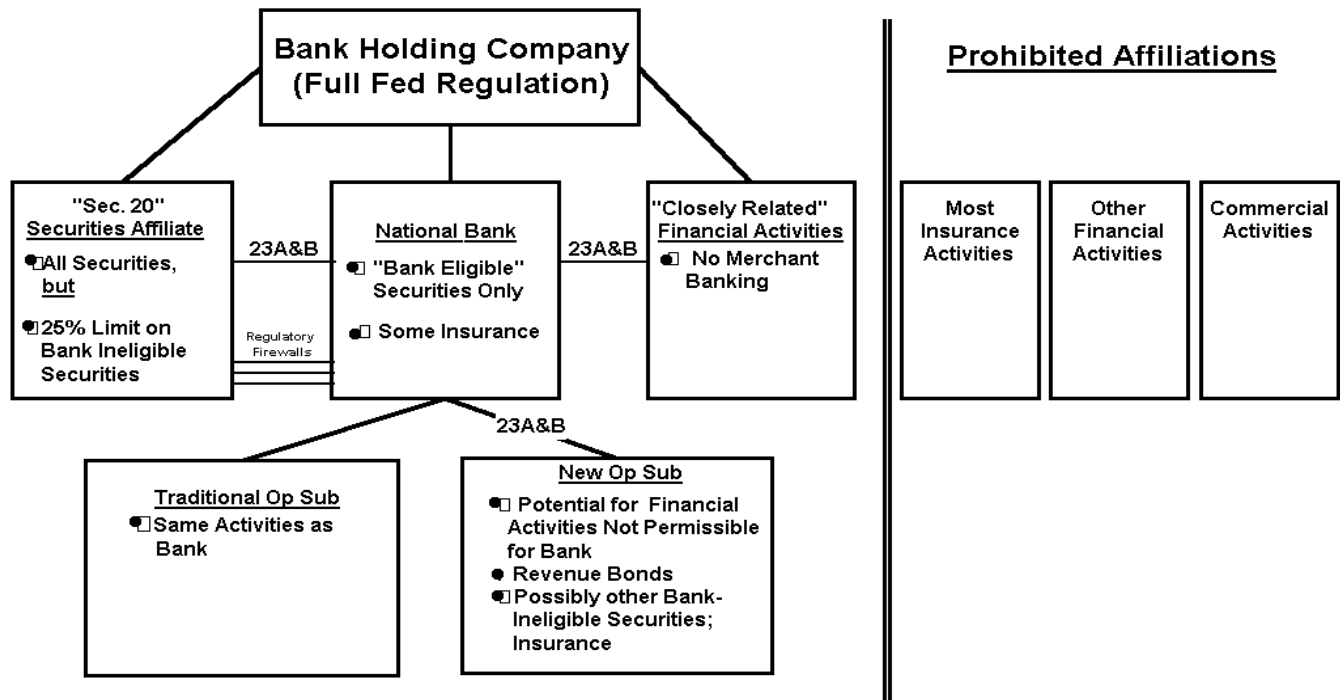 Bank Holding Company
(Full Fed Regulation)
Prohibited Affiliations
"Sec. 20"
Securities Affiliate
All Securities,
but
25% Limit on
Bank Ineligible
Securities
23A&B
Regulatory
Firewalls
National Bank
"Bank Eligible"
Securities Only
Some Insurance
23A&B
"Closely Related"
Financial Activities
No Merchant
Banking
Most
Insurance
Activities
Other
Financial
Activities
Commercial
Activities
23A&B
Traditional Op Sub
Same Activities as
Bank
New Op Sub
Potential for Financial
Activities Not Permissible
for Bank
Revenue Bonds
Possibly other Bank-
Ineligible Securities;
Insurance